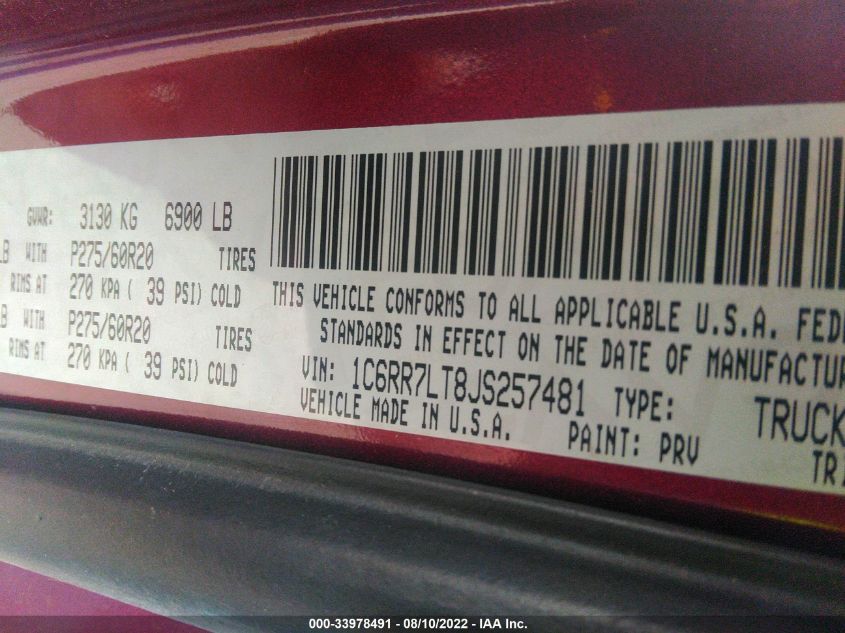 GVWR: 3130 KG 6900 LB
LB WITH P275/60R20 TIRES
RIMS AT 270 KPA ( 39 PSI) COLD
LB WITH P275/60R20 TIRES
RIMS AT 270 KPA ( 39 PSI) COLD
THIS VEHICLE CONFORMS TO ALL APPLICABLE U.S.A. FEDE
STANDARDS IN EFFECT ON THE DATE OF MANUFACTUR
VIN: 1C6RR7LT8JS257481 TYPE: TRUCK
VEHICLE MADE IN U.S.A. PAINT: PRV
TRI
000-33978491 - 08/10/2022 - IAA Inc.